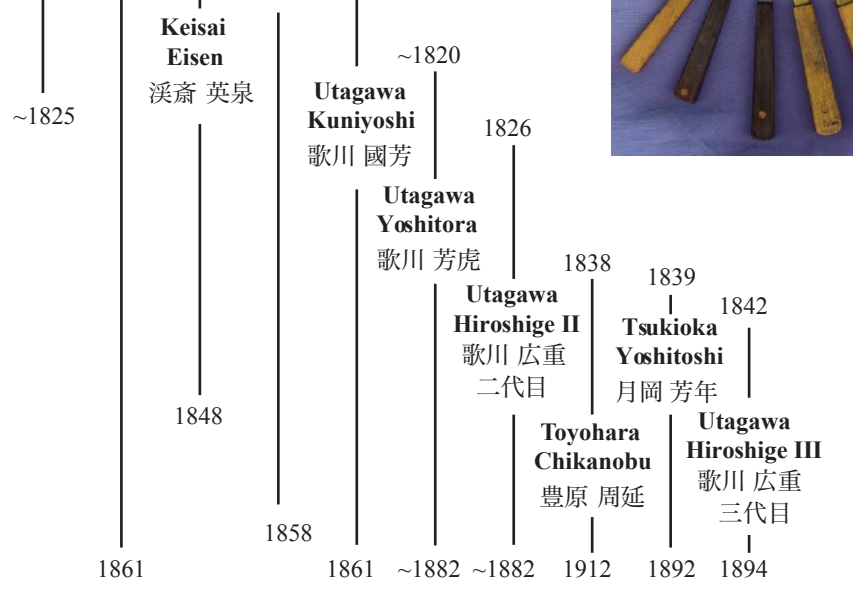 ~1825
1861
Keisai
Eisen
渓斎 英泉
1848
1858
Utagawa
Kuniyoshi
歌川 國芳
1861
~1820
Utagawa
Yoshitora
歌川 芳虎
~1882
1826
Utagawa
Hiroshige II
歌川 広重
二代目
~1882
1838
Toyohara
Chikanobu
豊原 周延
1912
1839
Tsukioka
Yoshitoshi
月岡 芳年
1892
1842
Utagawa
Hiroshige III
歌川 広重
三代目
1894